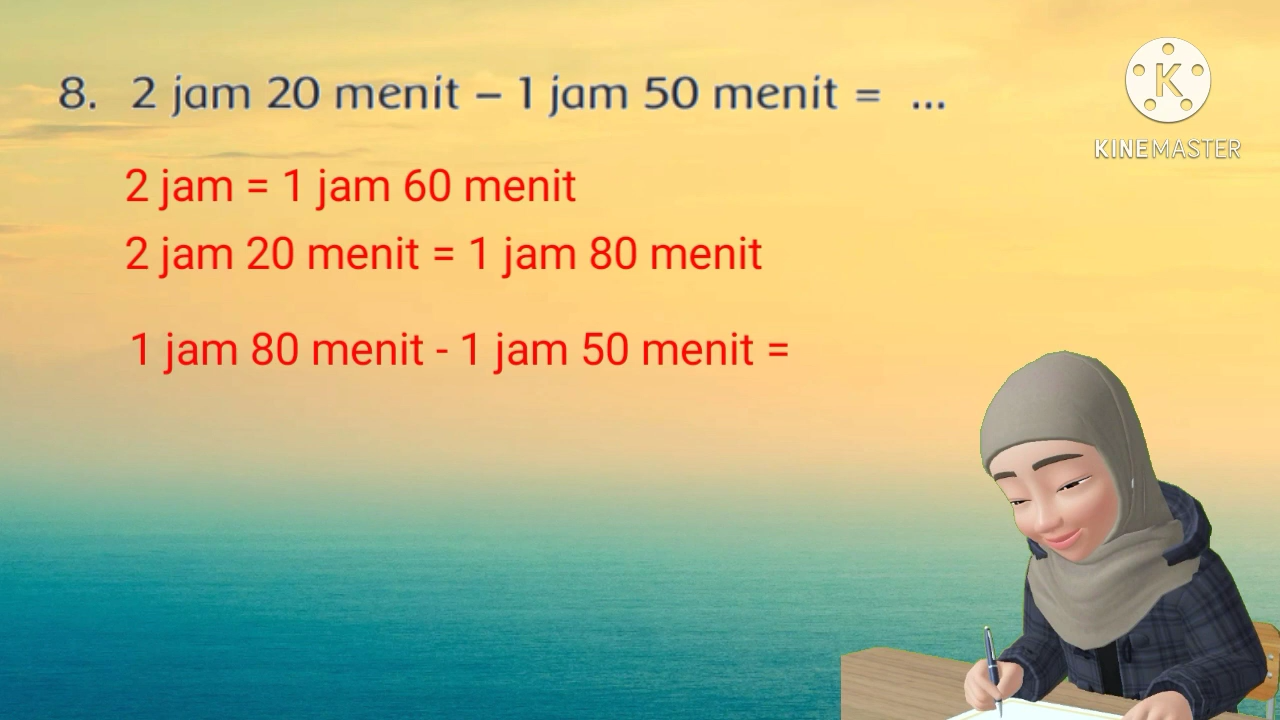 8. 2 jam 20 menit – 1 jam 50 menit = ...
KINEMASTER
2 jam = 1 jam 60 menit
2 jam 20 menit = 1 jam 80 menit
1 jam 80 menit - 1 jam 50 menit =